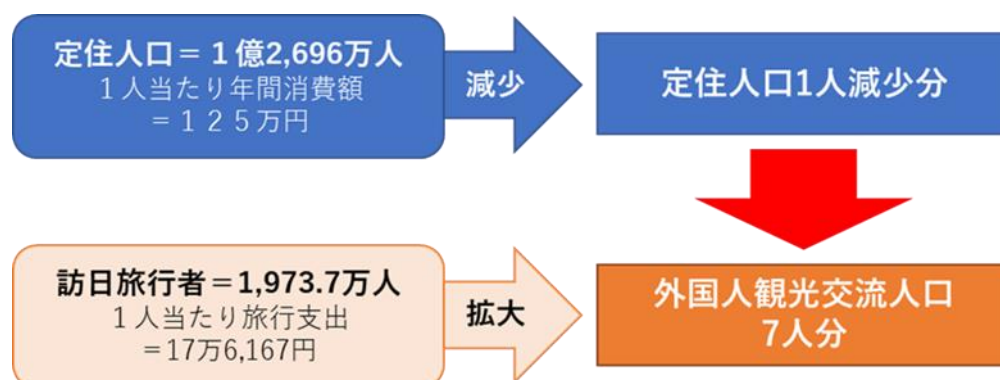 定住人口＝１億2,696万人
１人当たり年間消費額
＝１２５万円
減少
定住人口1人減少分
訪日旅行者＝1,973.7万人
１人当たり旅行支出
＝17万6,167円
拡大
外国人観光交流人口
7人分